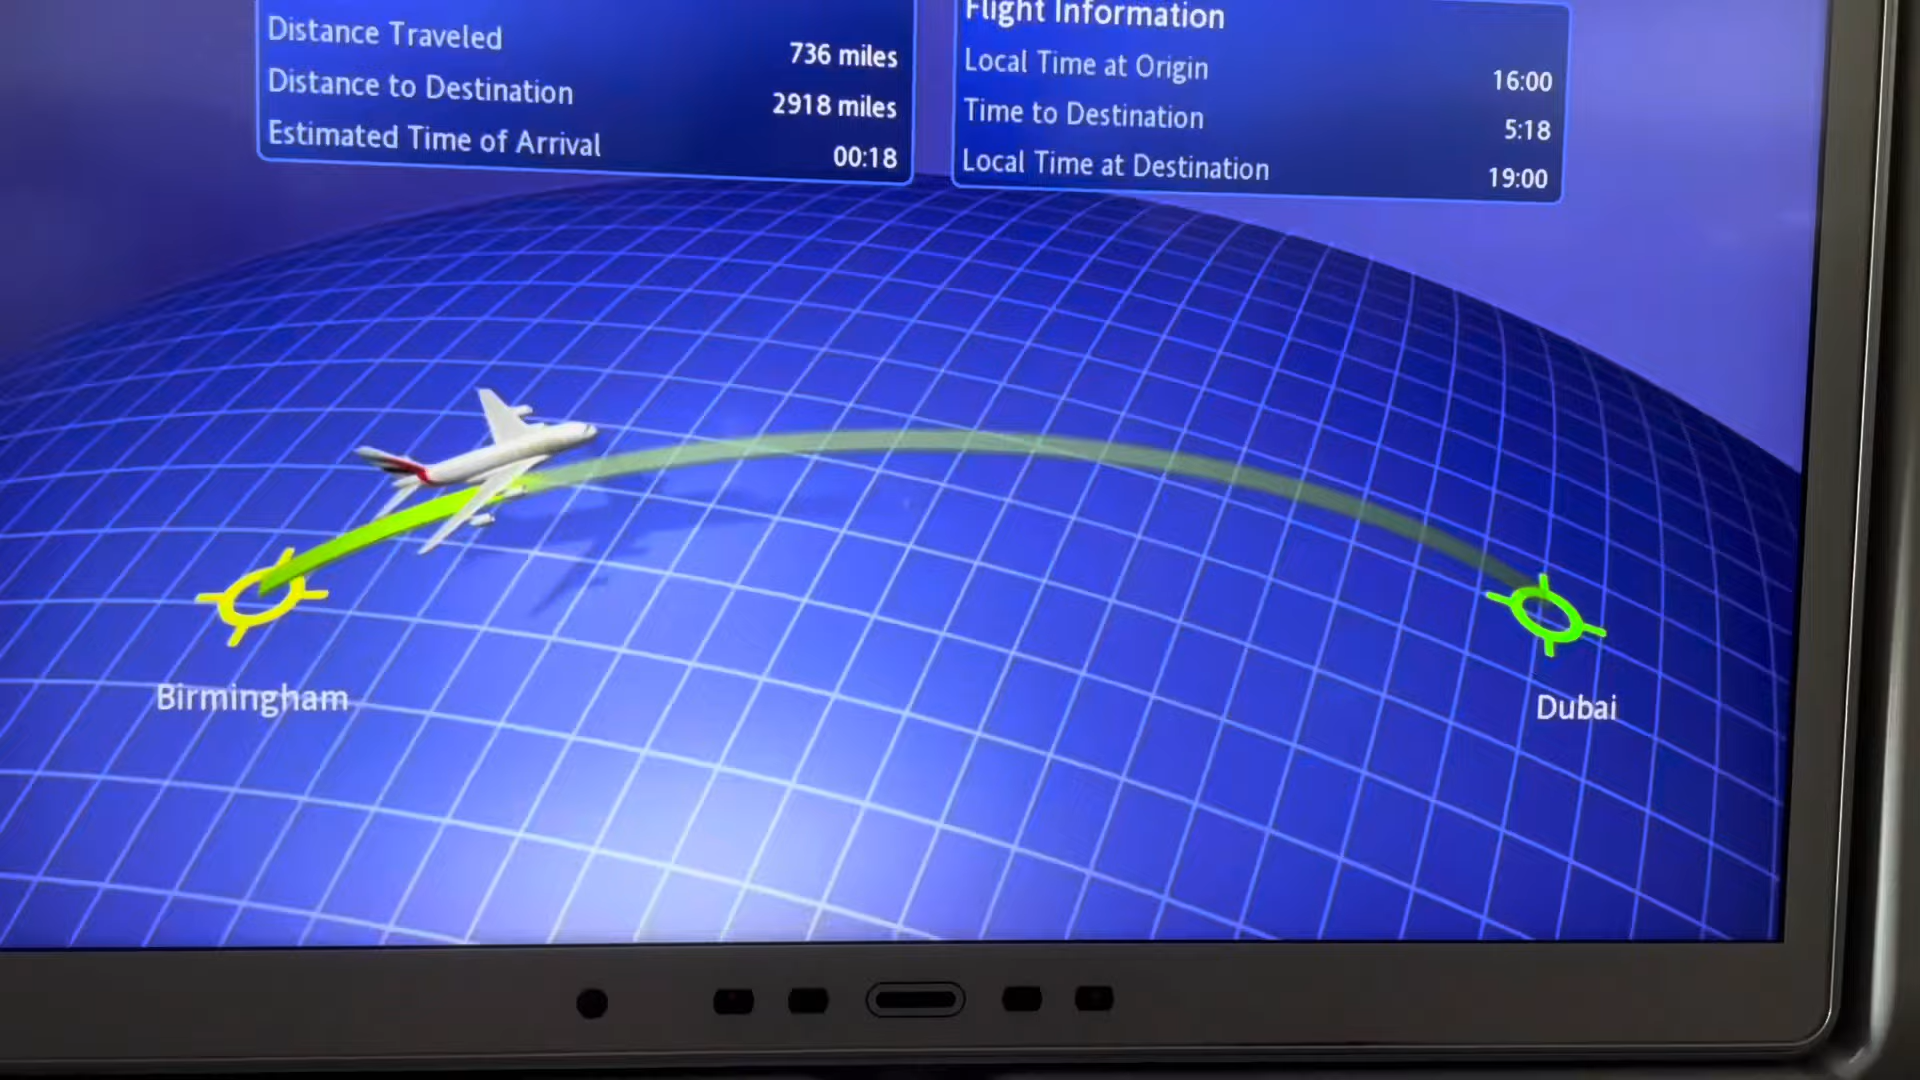 Distance Traveled 736 miles
Distance to Destination 2918 miles
Estimated Time of Arrival 00:18
Flight Information
Local Time at Origin 16:00
Time to Destination 5:18
Local Time at Destination 19:00
Birmingham
Dubai